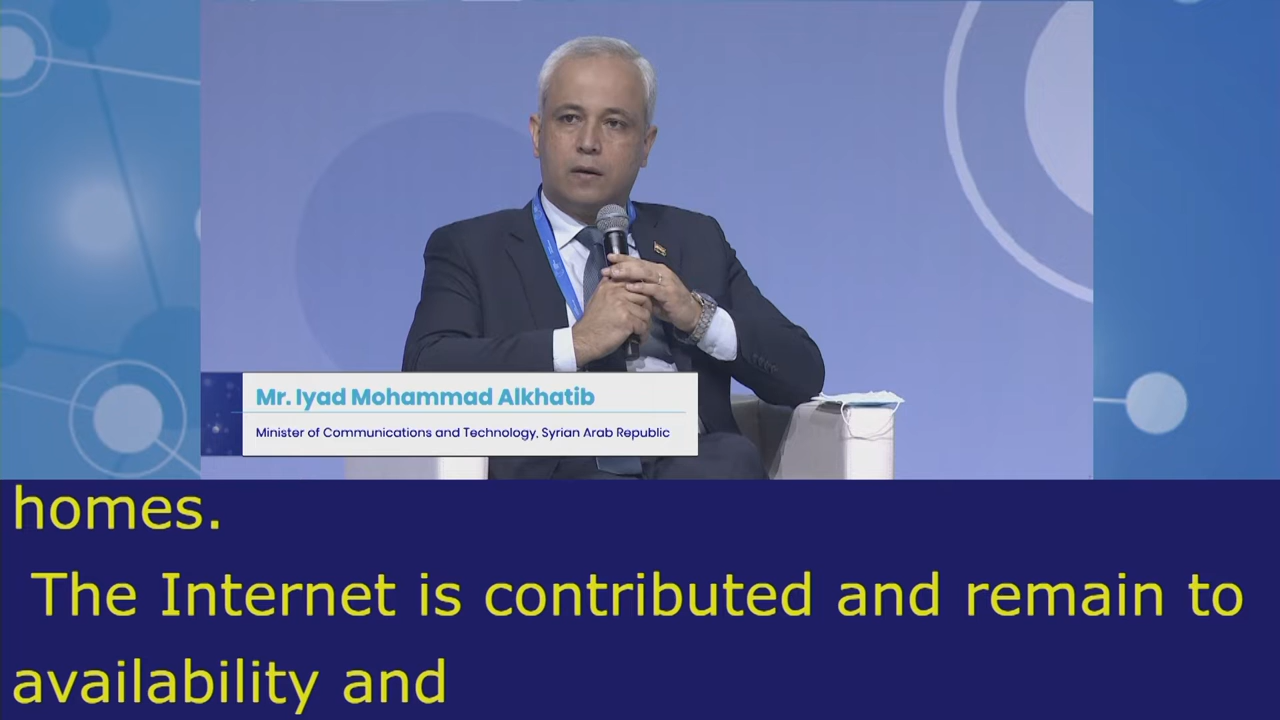 Mr. Iyad Mohammad Alkhatib
Minister of Communications and Technology, Syrian Arab Republic
homes.
The Internet is contributed and remain to
availability and